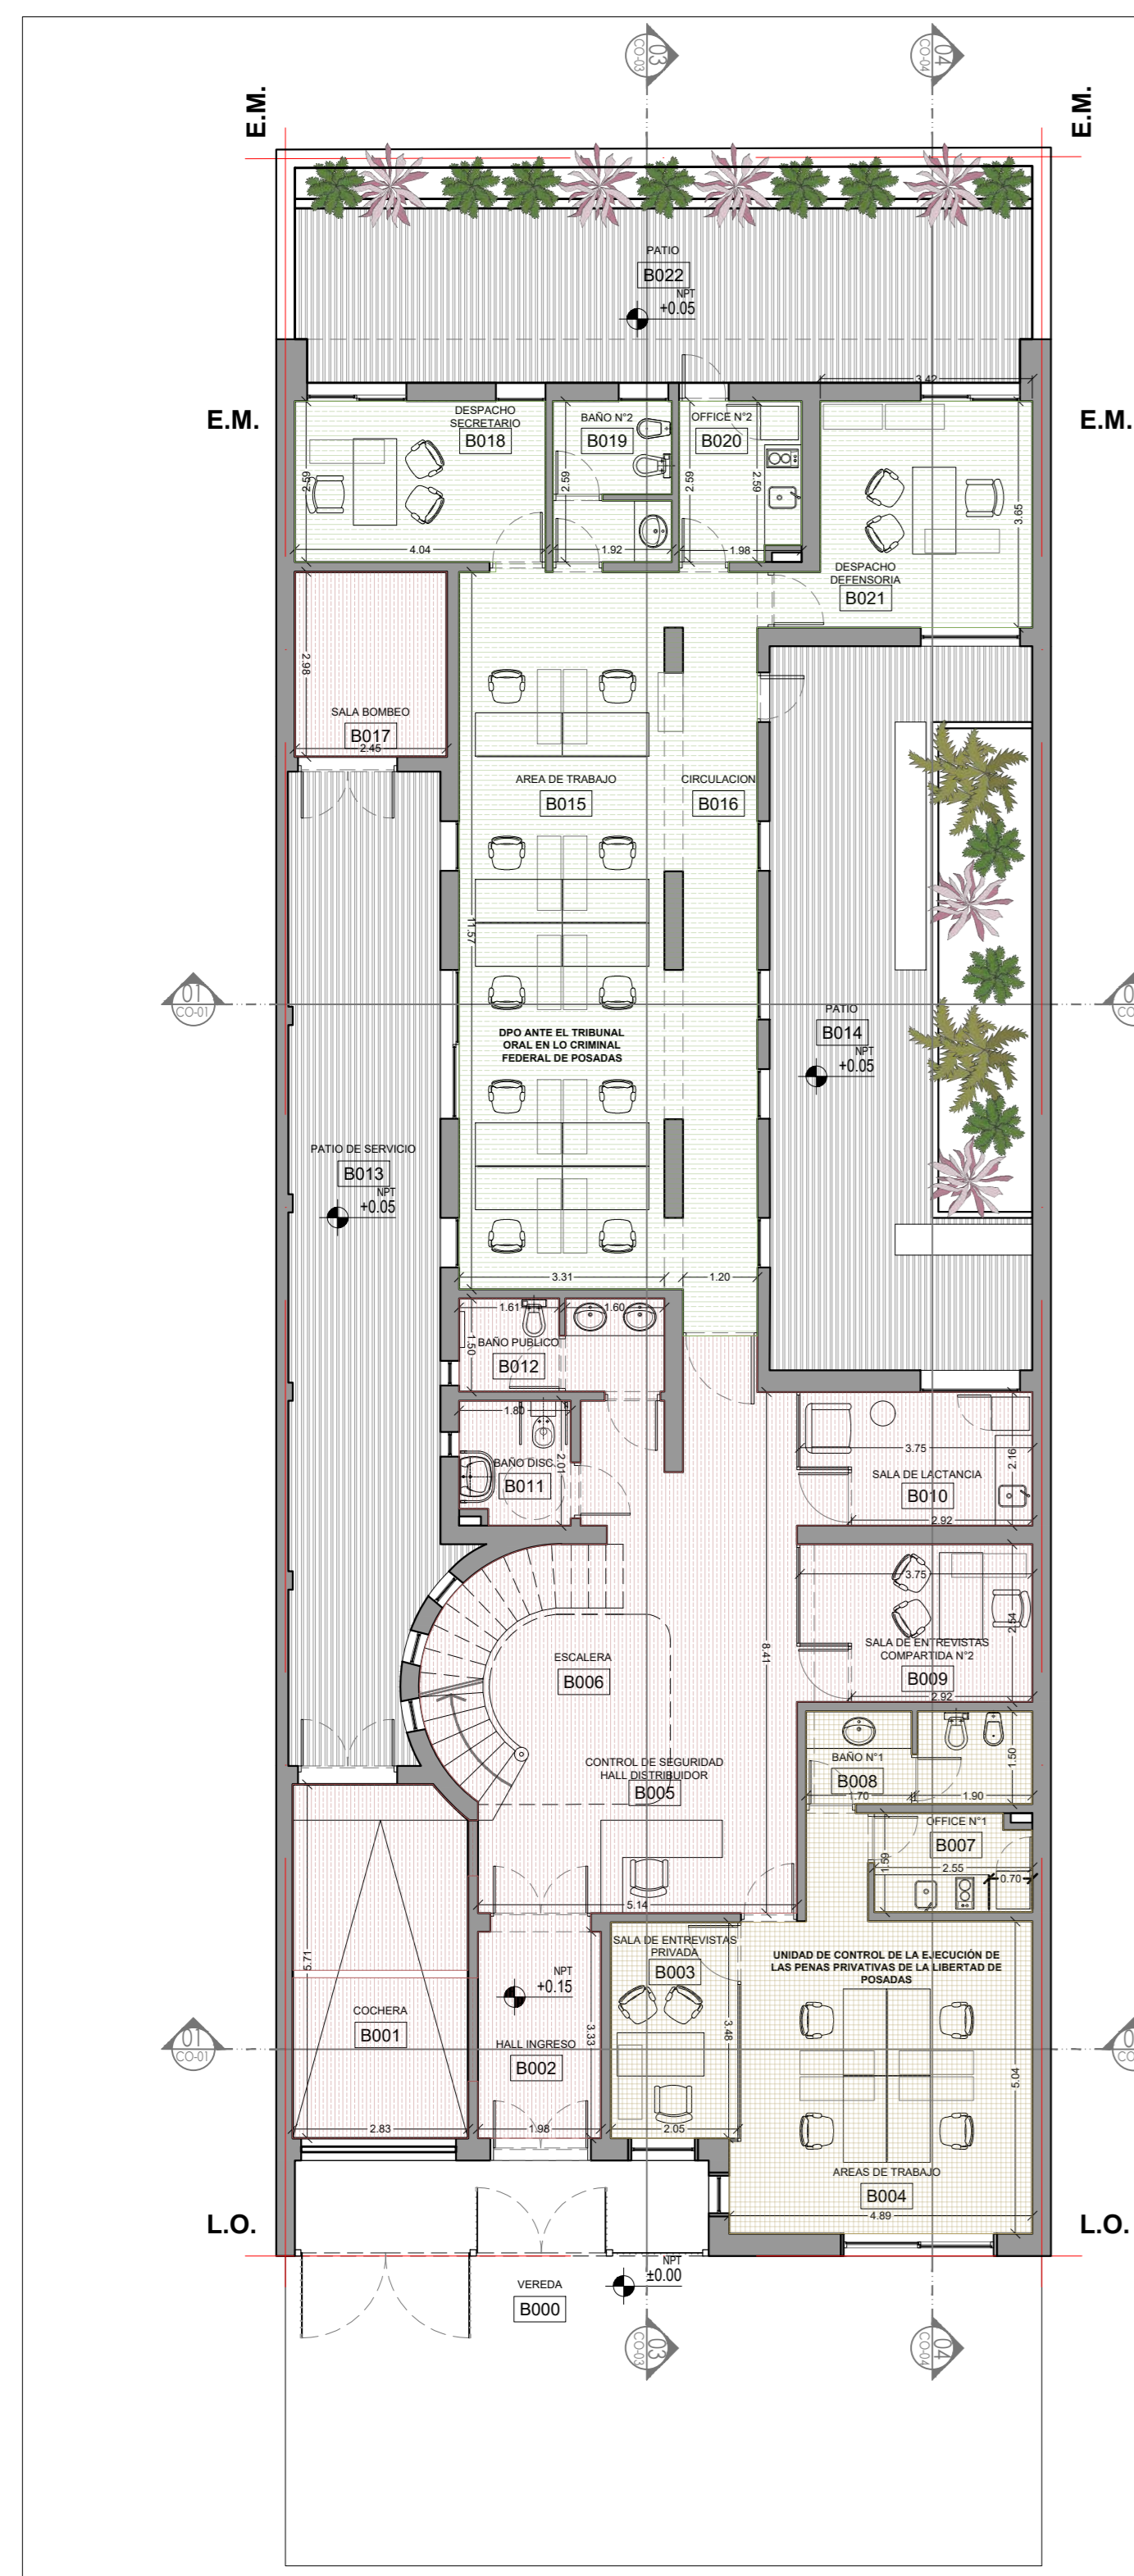 03
CO-03
04
CO-04
E.M.
E.M.
PATIO
B022
NPT
+0.05
E.M.
E.M.
3.42
DESPACHO
SECRETARIO
B018
2.59
4.04
BAÑO N°2
B019
2.59
1.92
OFFICE N°2
B020
2.59
2.59
1.98
3.65
DESPACHO
DEFENSORIA
B021
2.98
SALA BOMBEO
B017
2.45
AREA DE TRABAJO
B015
CIRCULACION
B016
11.57
01
CO-01
DPO ANTE EL TRIBUNAL
ORAL EN LO CRIMINAL
FEDERAL DE POSADAS
PATIO
B014
NPT
+0.05
PATIO DE SERVICIO
B013
NPT
+0.05
3.31
1.20
1.61
1.60
1.50
BAÑO PUBLICO
B012
1.80
2.01
BAÑO DISC.
B011
3.75
2.16
SALA DE LACTANCIA
B010
2.92
3.75
2.54
SALA DE ENTREVISTAS
COMPARTIDA N°2
B009
2.92
8.41
ESCALERA
B006
CONTROL DE SEGURIDAD
HALL DISTRIBUIDOR
B005
5.14
BAÑO N°1
B008
1.70
1.90
1.50
OFFICE N°1
B007
1.59
2.55
0.70
5.71
COCHERA
B001
2.83
NPT
+0.15
HALL INGRESO
B002
3.33
1.98
SALA DE ENTREVISTAS
PRIVADA
B003
3.48
2.05
UNIDAD DE CONTROL DE LA EJECUCIÓN DE
LAS PENAS PRIVATIVAS DE LA LIBERTAD DE
POSADAS
5.04
AREAS DE TRABAJO
B004
4.89
01
CO-01
L.O.
L.O.
NPT
±0.00
VEREDA
B000
03
CO-03
04
CO-04